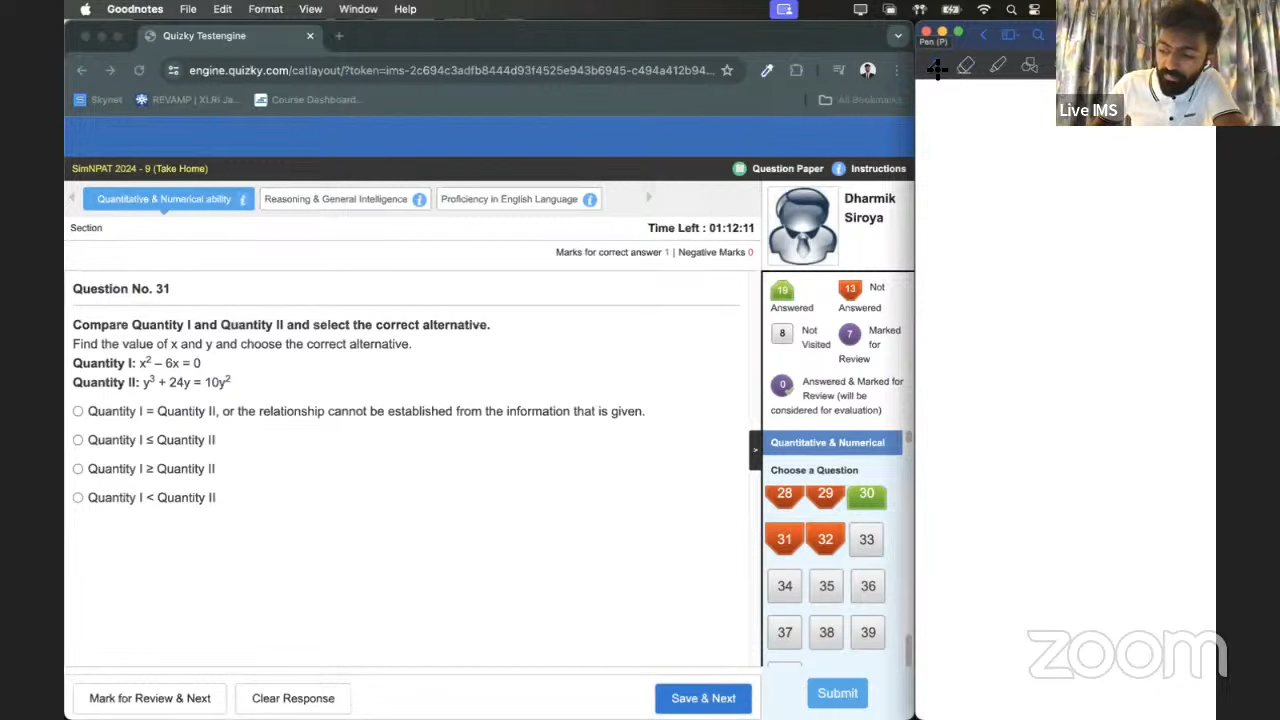 Goodnotes File Edit Format View Window Help
Quizky Testengine
Pen (P)
engine.quizky.com/catlayout/?token=ims-2c694c3adfb8444d93f4525e943b6945-c494a412b94...
Skynet REVAMP | XLRI Ja... Course Dashboard... All Bookmarks
Live IMS
SimNPAT 2024 - 9 (Take Home) Question Paper Instructions
Quantitative & Numerical ability Reasoning & General Intelligence Proficiency in English Language
Dharmik
Siroya
Section Time Left : 01:12:11
Marks for correct answer 1 | Negative Marks 0
Question No. 31
Compare Quantity I and Quantity II and select the correct alternative.
Find the value of x and y and choose the correct alternative.
Quantity I: x² – 6x = 0
Quantity II: y³ + 24y = 10y²
Quantity I = Quantity II, or the relationship cannot be established from the information that is given.
Quantity I ≤ Quantity II
Quantity I ≥ Quantity II
Quantity I < Quantity II
19 Answered
13 Not Answered
8 Not Visited
7 Marked for Review
0 Answered & Marked for
Review (will be
considered for evaluation)
Quantitative & Numerical
>
Choose a Question
28 29 30
31 32 33
34 35 36
37 38 39
Mark for Review & Next Clear Response Save & Next Submit
zoom